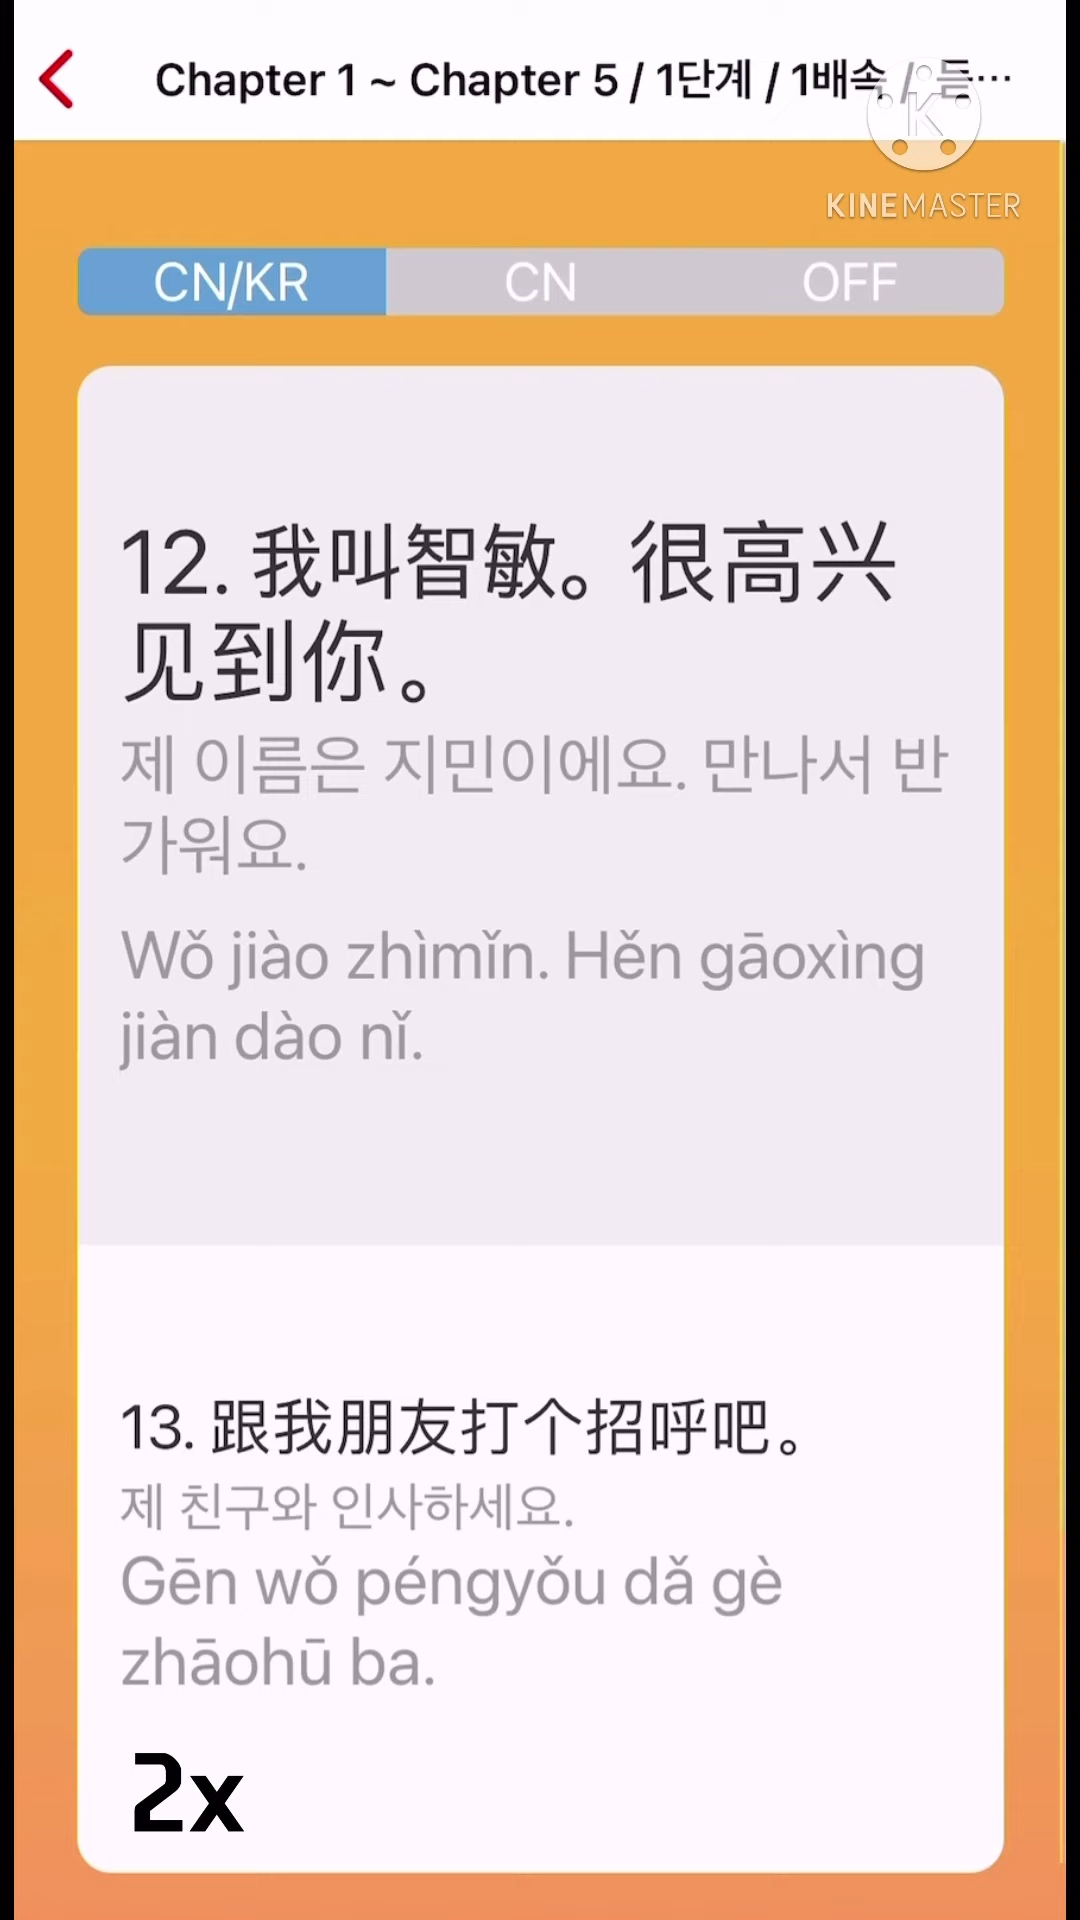 Chapter 1 ~ Chapter 5 / 1단계 / 1배속 / 듣…
KINEMASTER
CN/KR CN OFF
12. 我叫智敏。很高兴
见到你。
제 이름은 지민이에요. 만나서 반
가워요.
Wǒ jiào zhìmǐn. Hěn gāoxìng
jiàn dào nǐ.
13. 跟我朋友打个招呼吧。
제 친구와 인사하세요.
Gēn wǒ péngyǒu dǎ gè
zhāohū ba.
2x